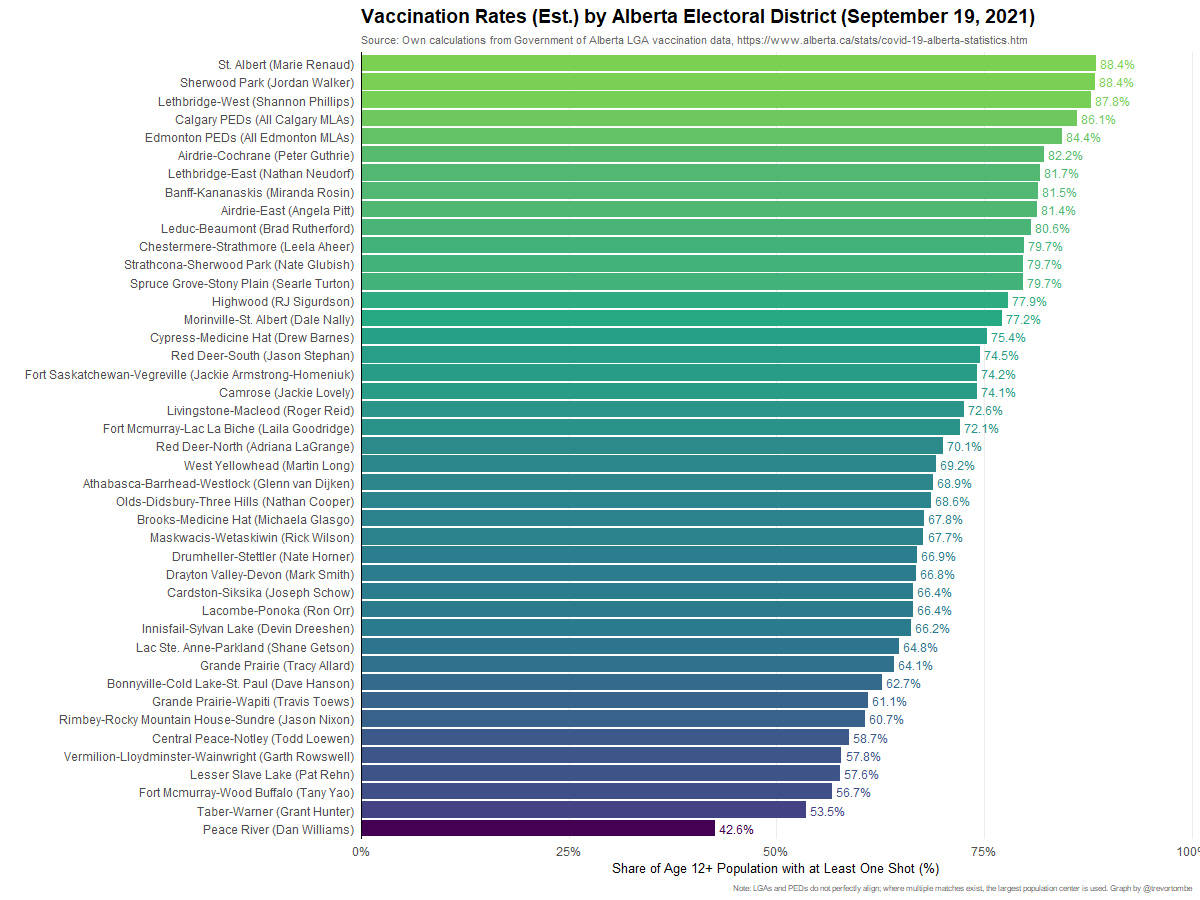 Vaccination Rates (Est.) by Alberta Electoral District (September 19, 2021)
Source: Own calculations from Government of Alberta LGA vaccination data, https://www.alberta.ca/stats/covid-19-alberta-statistics.htm
St. Albert (Marie Renaud) 88.4%
Sherwood Park (Jordan Walker) 88.4%
Lethbridge-West (Shannon Phillips) 87.8%
Calgary PEDs (All Calgary MLAs) 86.1%
Edmonton PEDs (All Edmonton MLAs) 84.4%
Airdrie-Cochrane (Peter Guthrie) 82.2%
Lethbridge-East (Nathan Neudorf) 81.7%
Banff-Kananaskis (Miranda Rosin) 81.5%
Airdrie-East (Angela Pitt) 81.4%
Leduc-Beaumont (Brad Rutherford) 80.6%
Chestermere-Strathmore (Leela Aheer) 79.7%
Strathcona-Sherwood Park (Nate Glubish) 79.7%
Spruce Grove-Stony Plain (Searle Turton) 79.7%
Highwood (RJ Sigurdson) 77.9%
Morinville-St. Albert (Dale Nally) 77.2%
Cypress-Medicine Hat (Drew Barnes) 75.4%
Red Deer-South (Jason Stephan) 74.5%
Fort Saskatchewan-Vegreville (Jackie Armstrong-Homeniuk) 74.2%
Camrose (Jackie Lovely) 74.1%
Livingstone-Macleod (Roger Reid) 72.6%
Fort Mcmurray-Lac La Biche (Laila Goodridge) 72.1%
Red Deer-North (Adriana LaGrange) 70.1%
West Yellowhead (Martin Long) 69.2%
Athabasca-Barrhead-Westlock (Glenn van Dijken) 68.9%
Olds-Didsbury-Three Hills (Nathan Cooper) 68.6%
Brooks-Medicine Hat (Michaela Glasgo) 67.8%
Maskwacis-Wetaskiwin (Rick Wilson) 67.7%
Drumheller-Stettler (Nate Horner) 66.9%
Drayton Valley-Devon (Mark Smith) 66.8%
Cardston-Siksika (Joseph Schow) 66.4%
Lacombe-Ponoka (Ron Orr) 66.4%
Innisfail-Sylvan Lake (Devin Dreeshen) 66.2%
Lac Ste. Anne-Parkland (Shane Getson) 64.8%
Grande Prairie (Tracy Allard) 64.1%
Bonnyville-Cold Lake-St. Paul (Dave Hanson) 62.7%
Grande Prairie-Wapiti (Travis Toews) 61.1%
Rimbey-Rocky Mountain House-Sundre (Jason Nixon) 60.7%
Central Peace-Notley (Todd Loewen) 58.7%
Vermilion-Lloydminster-Wainwright (Garth Rowswell) 57.8%
Lesser Slave Lake (Pat Rehn) 57.6%
Fort Mcmurray-Wood Buffalo (Tany Yao) 56.7%
Taber-Warner (Grant Hunter) 53.5%
Peace River (Dan Williams) 42.6%
0% 25% 50% 75% 100%
Share of Age 12+ Population with at Least One Shot (%)
Note: LGAs and PEDs do not perfectly align; where multiple matches exist, the largest population center is used. Graph by @trevortombe